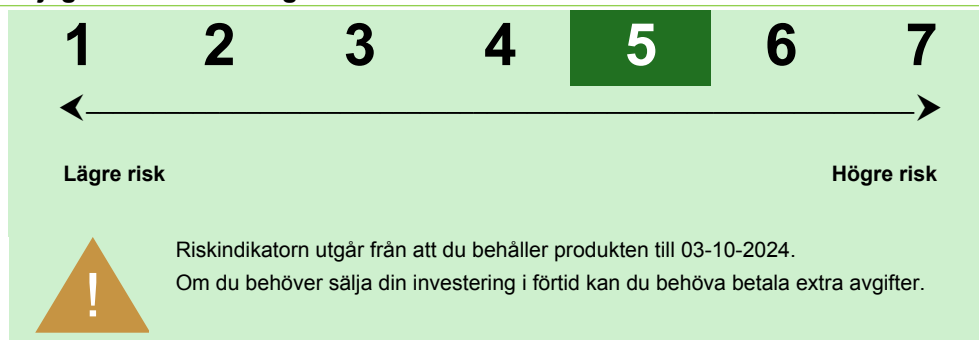 1 2 3 4 5 6 7
Lägre risk Högre risk
!
Riskindikatorn utgår från att du behåller produkten till 03-10-2024.
Om du behöver sälja din investering i förtid kan du behöva betala extra avgifter.